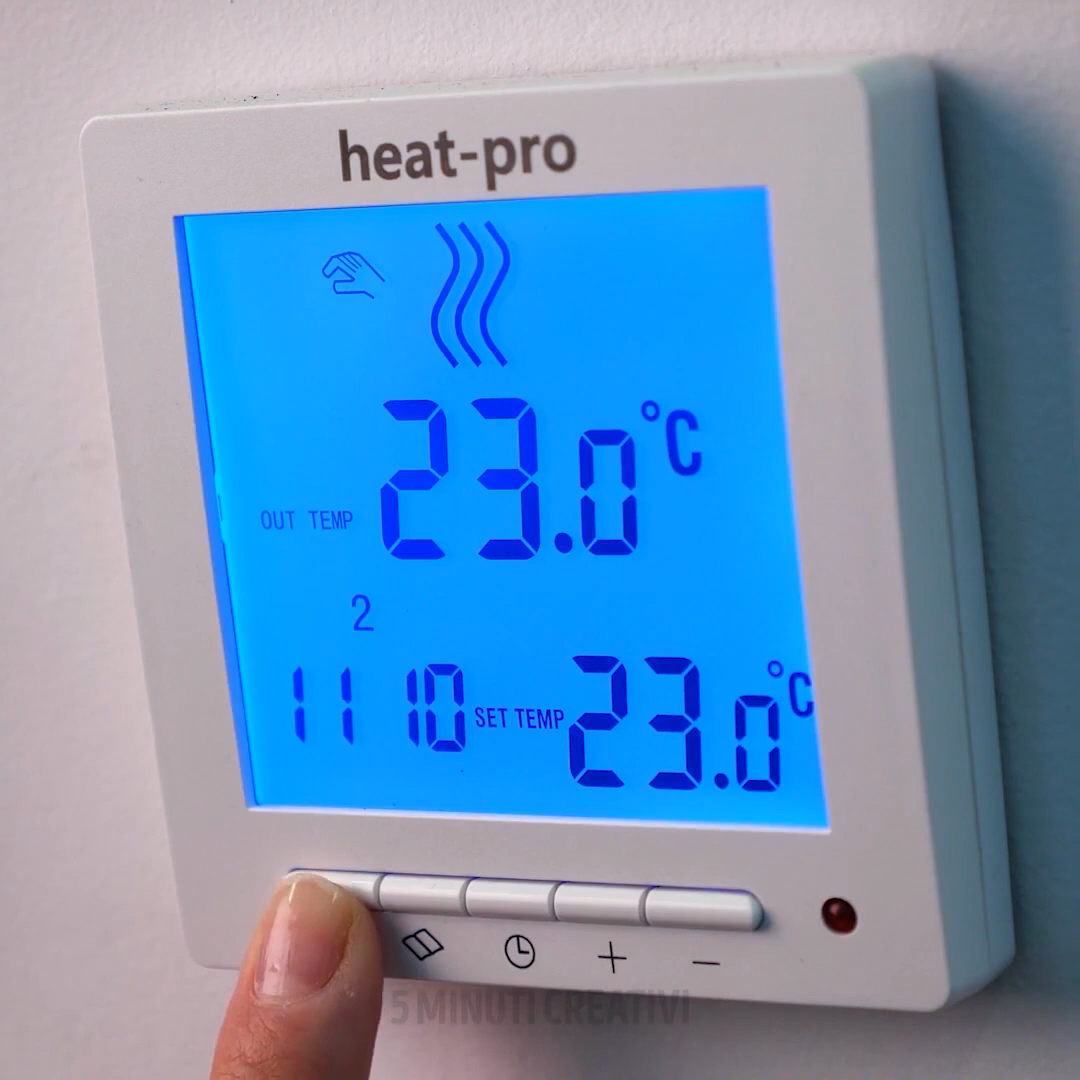 heat-pro
OUT TEMP 23.0 °C
2
11 10 SET TEMP 23.0 °C
+ −
5 MINUTI CREATIVI